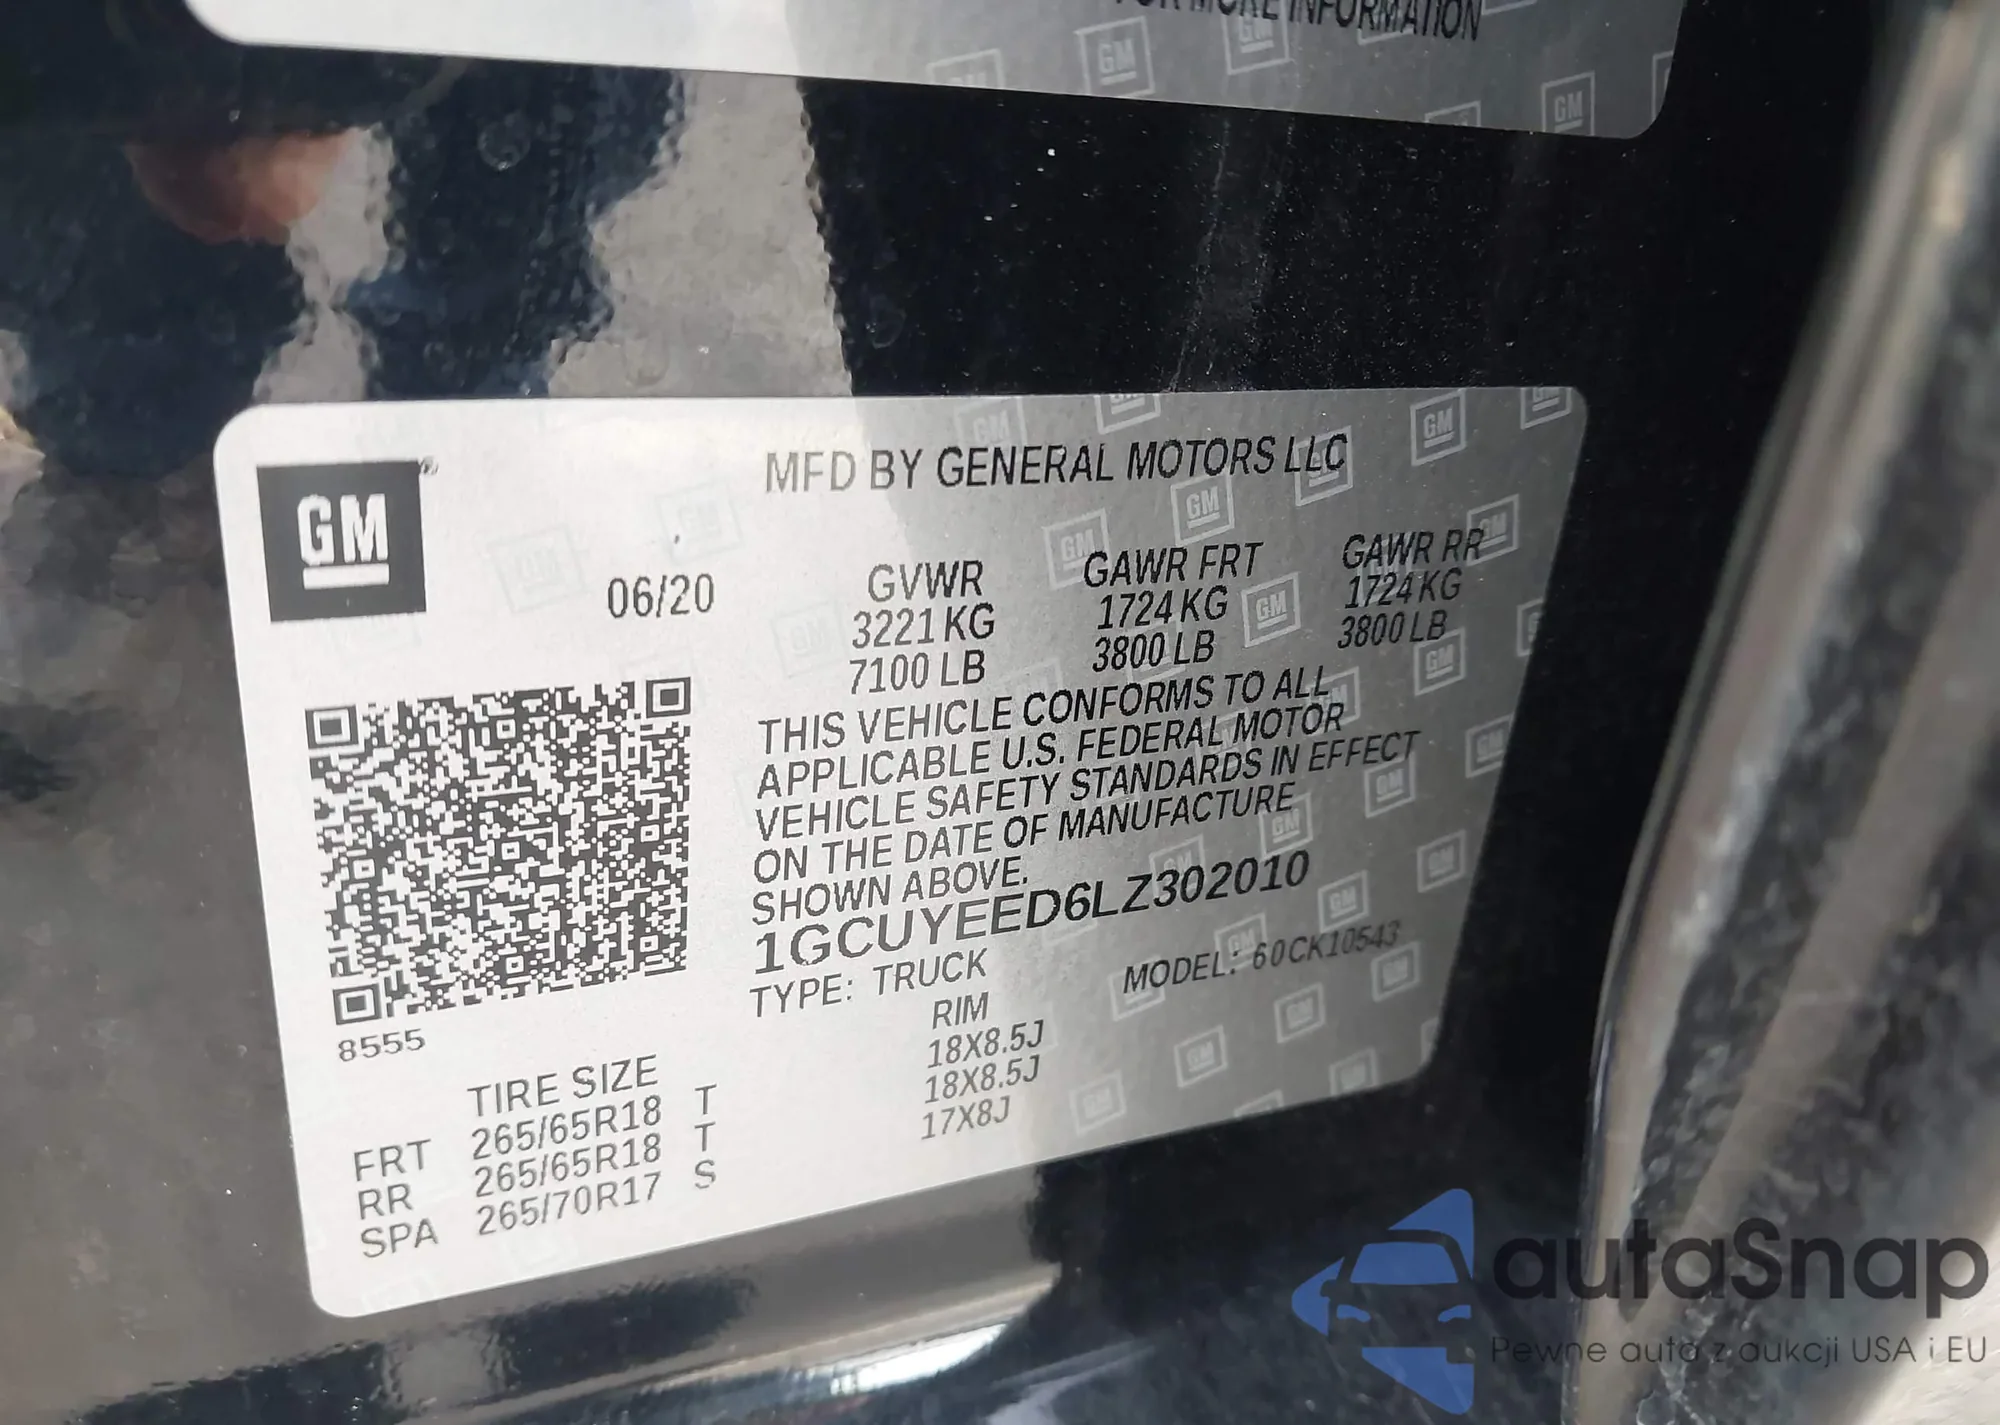 FOR MORE INFORMATION
GM
MFD BY GENERAL MOTORS LLC
06/20
GVWR GAWR FRT GAWR RR
3221 KG 1724 KG 1724 KG
7100 LB 3800 LB 3800 LB
THIS VEHICLE CONFORMS TO ALL
APPLICABLE U.S. FEDERAL MOTOR
VEHICLE SAFETY STANDARDS IN EFFECT
ON THE DATE OF MANUFACTURE
SHOWN ABOVE.
1GCUYEED6LZ302010
TYPE: TRUCK MODEL: 60CK10543
8555
TIRE SIZE RIM
FRT 265/65R18 T 18X8.5J
RR 265/65R18 T 18X8.5J
SPA 265/70R17 S 17X8J
autaSnap
Pewne auta z aukcji USA i EU